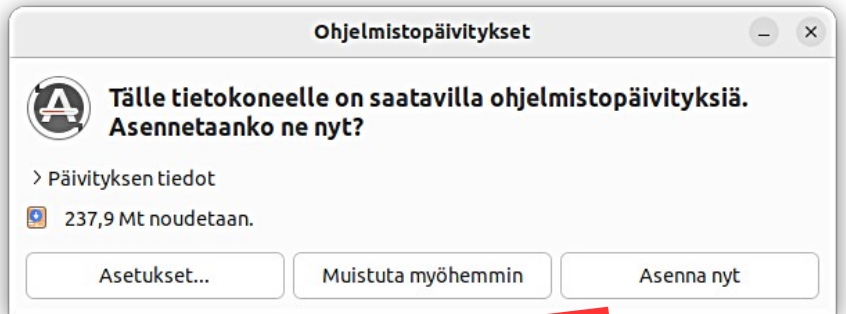 Ohjelmistopäivitykset
Tälle tietokoneelle on saatavilla ohjelmistopäivityksiä.
Asennetaanko ne nyt?
Päivityksen tiedot
237,9 Mt noudetaan.
Asetukset...
Muistuta myöhemmin
Asenna nyt